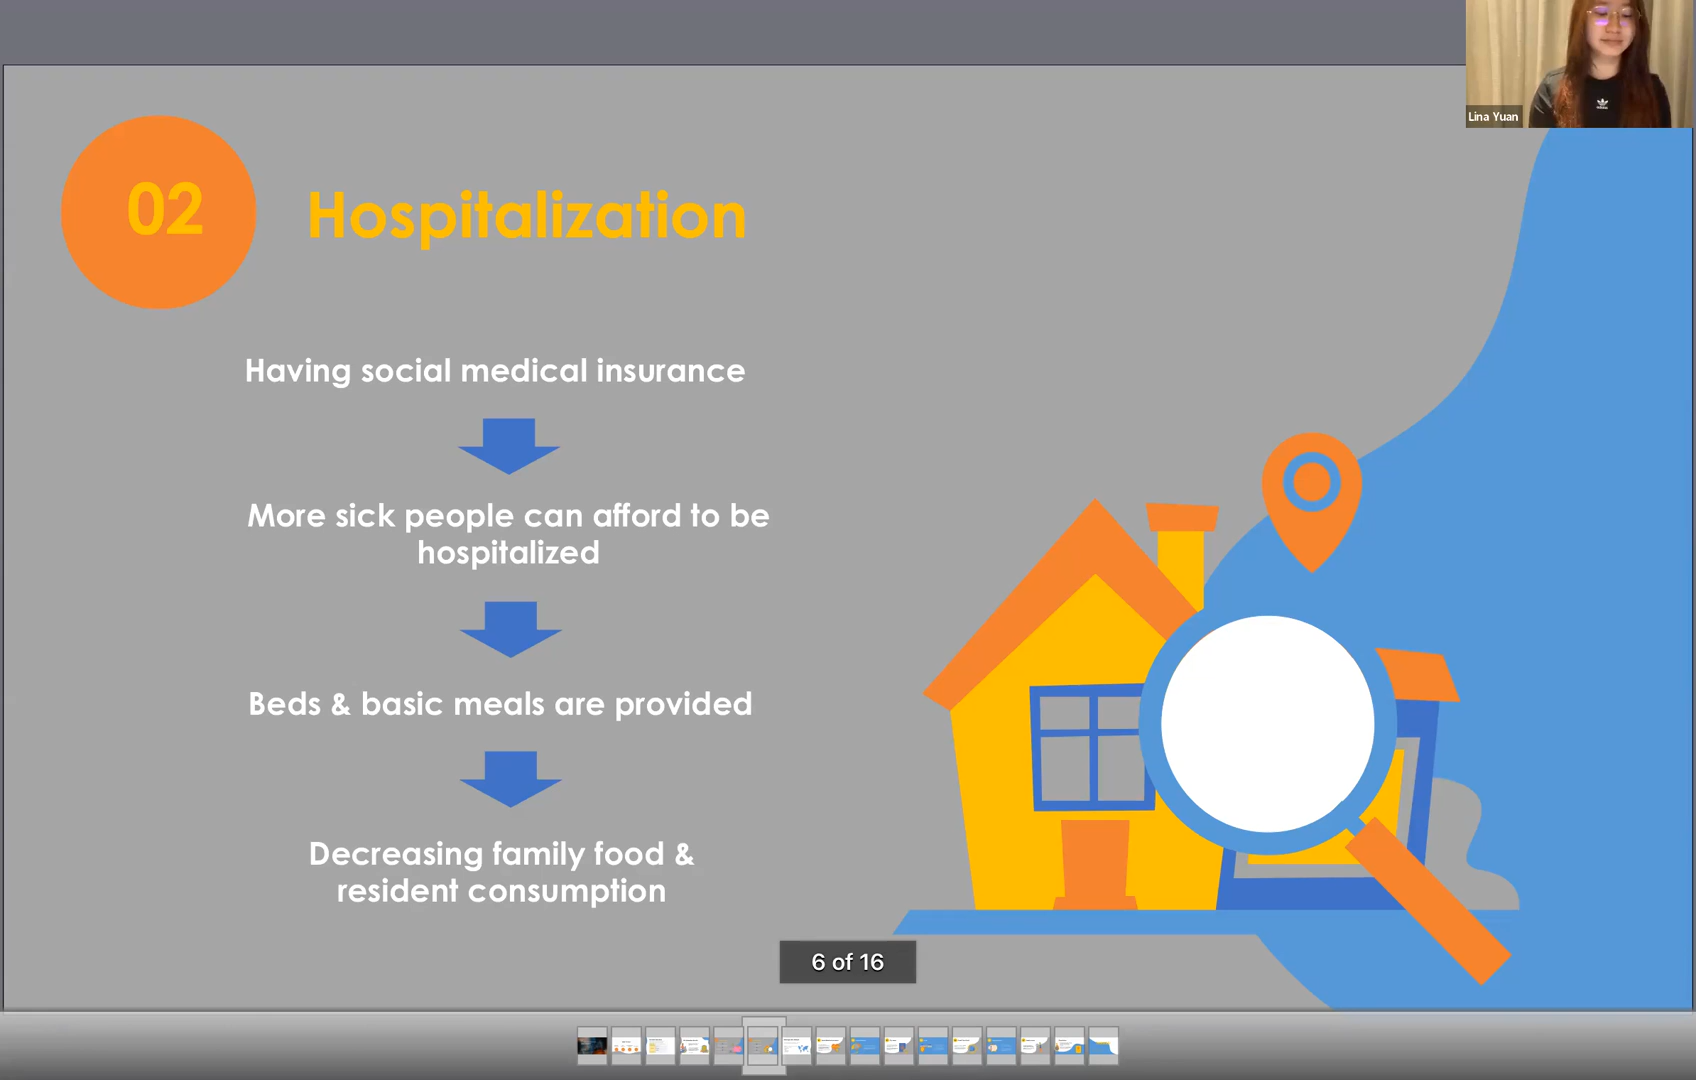 Lina Yuan
02
Hospitalization
Having social medical insurance
More sick people can afford to be
hospitalized
Beds & basic meals are provided
Decreasing family food &
resident consumption
6 of 16